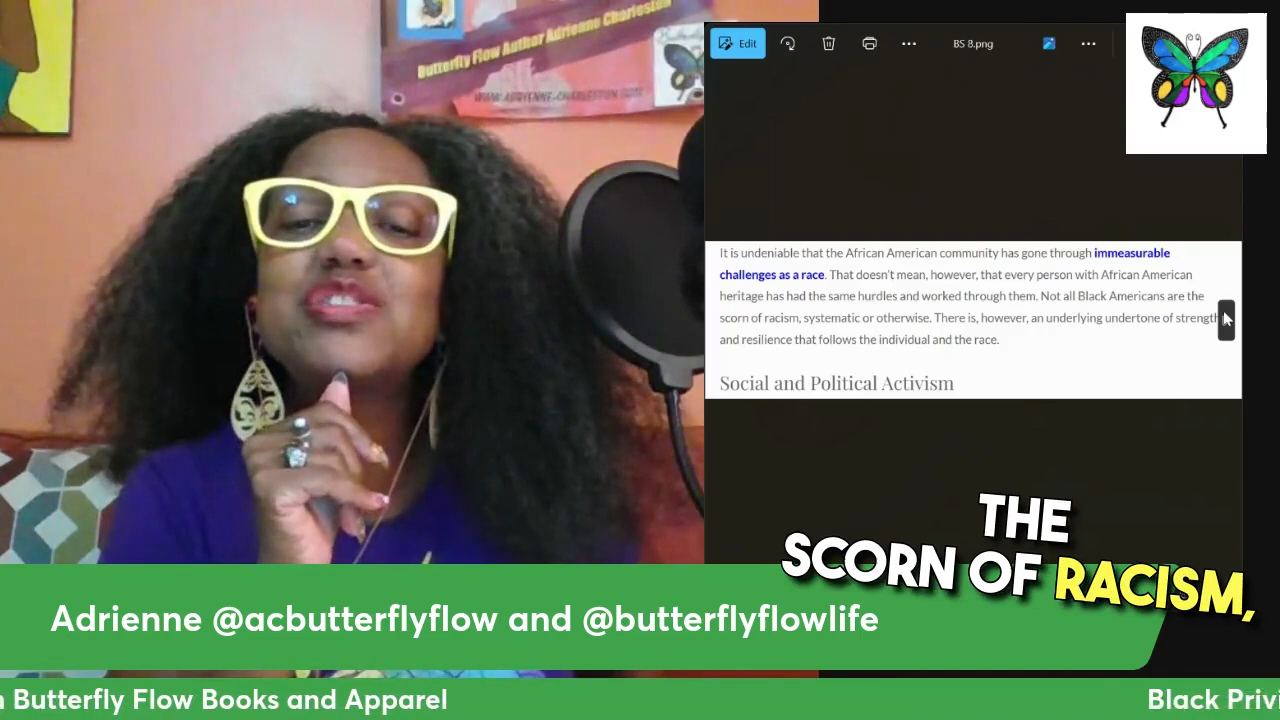 Butterfly Flow Author Adrienne Charleston
WWW.ADRIENNE-CHARLESTON.COM
Edit
BS 8.png
It is undeniable that the African American community has gone through immeasurable
challenges as a race. That doesn't mean, however, that every person with African American
heritage has had the same hurdles and worked through them. Not all Black Americans are the
scorn of racism, systematic or otherwise. There is, however, an underlying undertone of strength
and resilience that follows the individual and the race.
Social and Political Activism
THE
SCORN OF RACISM,
Adrienne @acbutterflyflow and @butterflyflowlife
Butterfly Flow Books and Apparel
Black